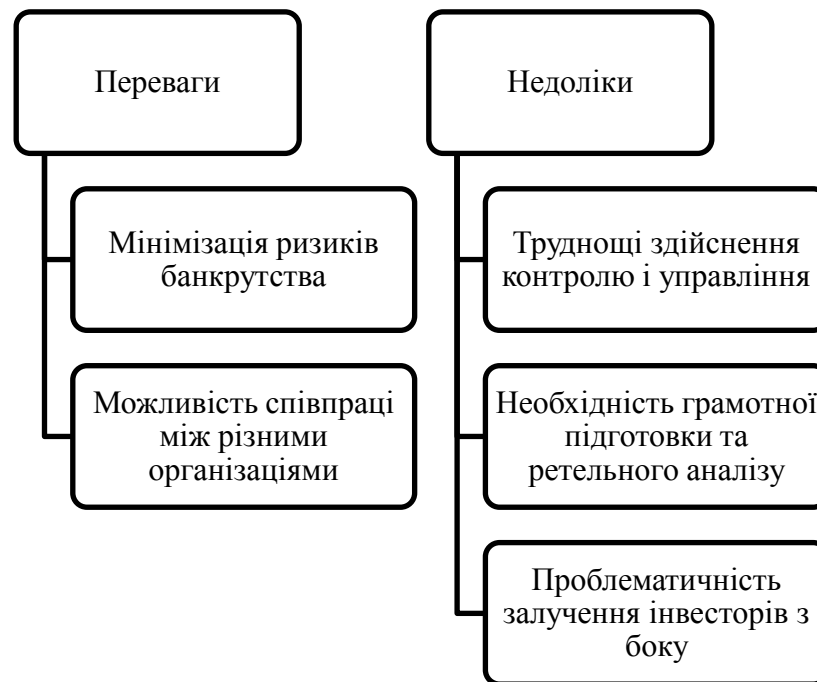 Переваги
Мінімізація ризиків
банкрутства
Можливість співпраці
між різними
організаціями
Недоліки
Труднощі здійснення
контролю і управління
Необхідність грамотної
підготовки та
ретельного аналізу
Проблематичність
залучення інвесторів з
боку